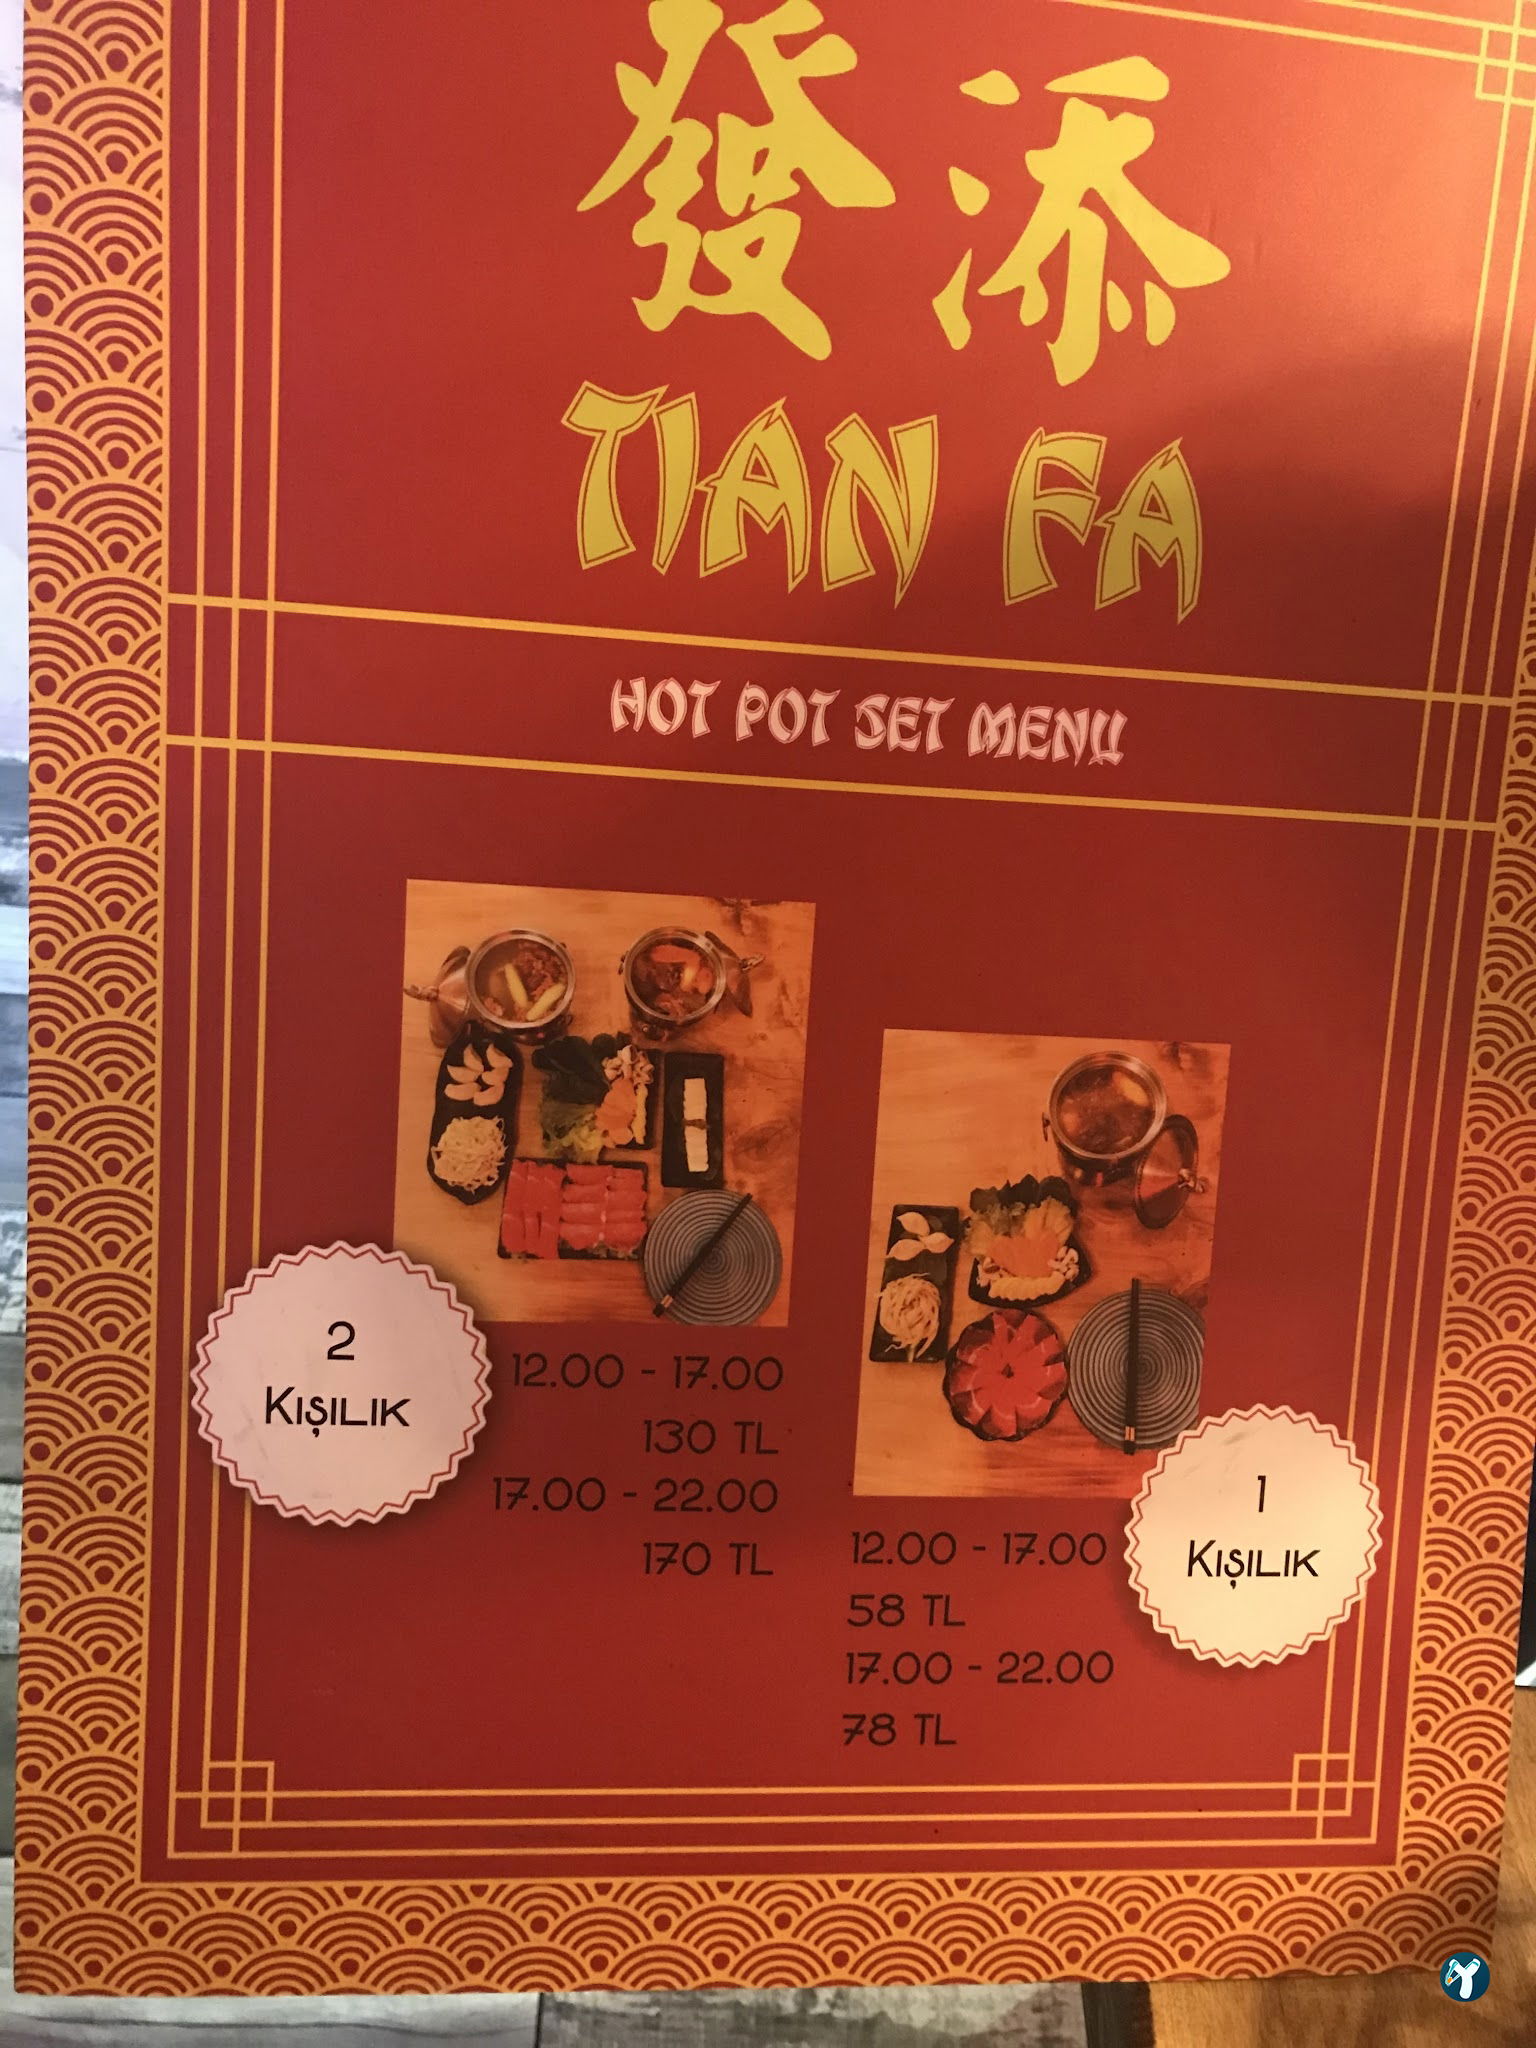 發 添
TIAN FA
HOT POT SET MENU
2
KIŞILIK
12.00 - 17.00
130 TL
17.00 - 22.00
170 TL
1
KIŞILIK
12.00 - 17.00
58 TL
17.00 - 22.00
78 TL